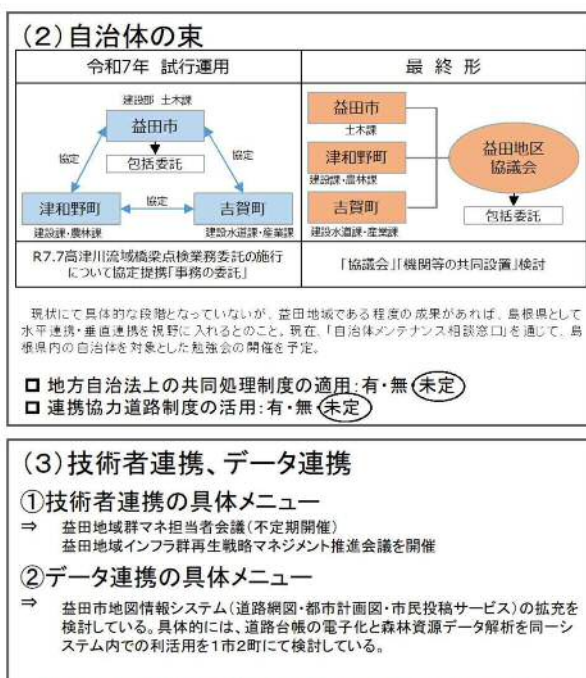 （2）自治体の束
令和7年 試行運用
最 終 形
建設部 土木課
益田市
包括委託
協定
協定
津和野町
協定
吉賀町
建設課・農林課
建設水道課・産業課
益田市
土木課
津和野町
建設課・農林課
吉賀町
建設水道課・産業課
益田地区
協議会
包括委託
R7.7高津川流域橋梁点検業務委託の施行
について協定提携「事務の委託」
「協議会」「機関等の共同設置」検討
現状にて具体的な段階となっていないが、益田地域である程度の成果があれば、島根県として
水平連携・垂直連携を視野に入れるとのこと。現在、「自治体メンテナンス相談窓口」を通じて、島
根県内の自治体を対象とした勉強会の開催を予定。
□ 地方自治法上の共同処理制度の適用：有・無・未定
□ 連携協力道路制度の活用：有・無・未定
（3）技術者連携、データ連携
①技術者連携の具体メニュー
⇒ 益田地域群マネ担当者会議（不定期開催）
益田地域インフラ群再生戦略マネジメント推進会議を開催
②データ連携の具体メニュー
⇒ 益田市地図情報システム（道路網図・都市計画図・市民投稿サービス）の拡充を
検討している。具体的には、道路台帳の電子化と森林資源データ解析を同一シ
ステム内での利活用を1市2町にて検討している。